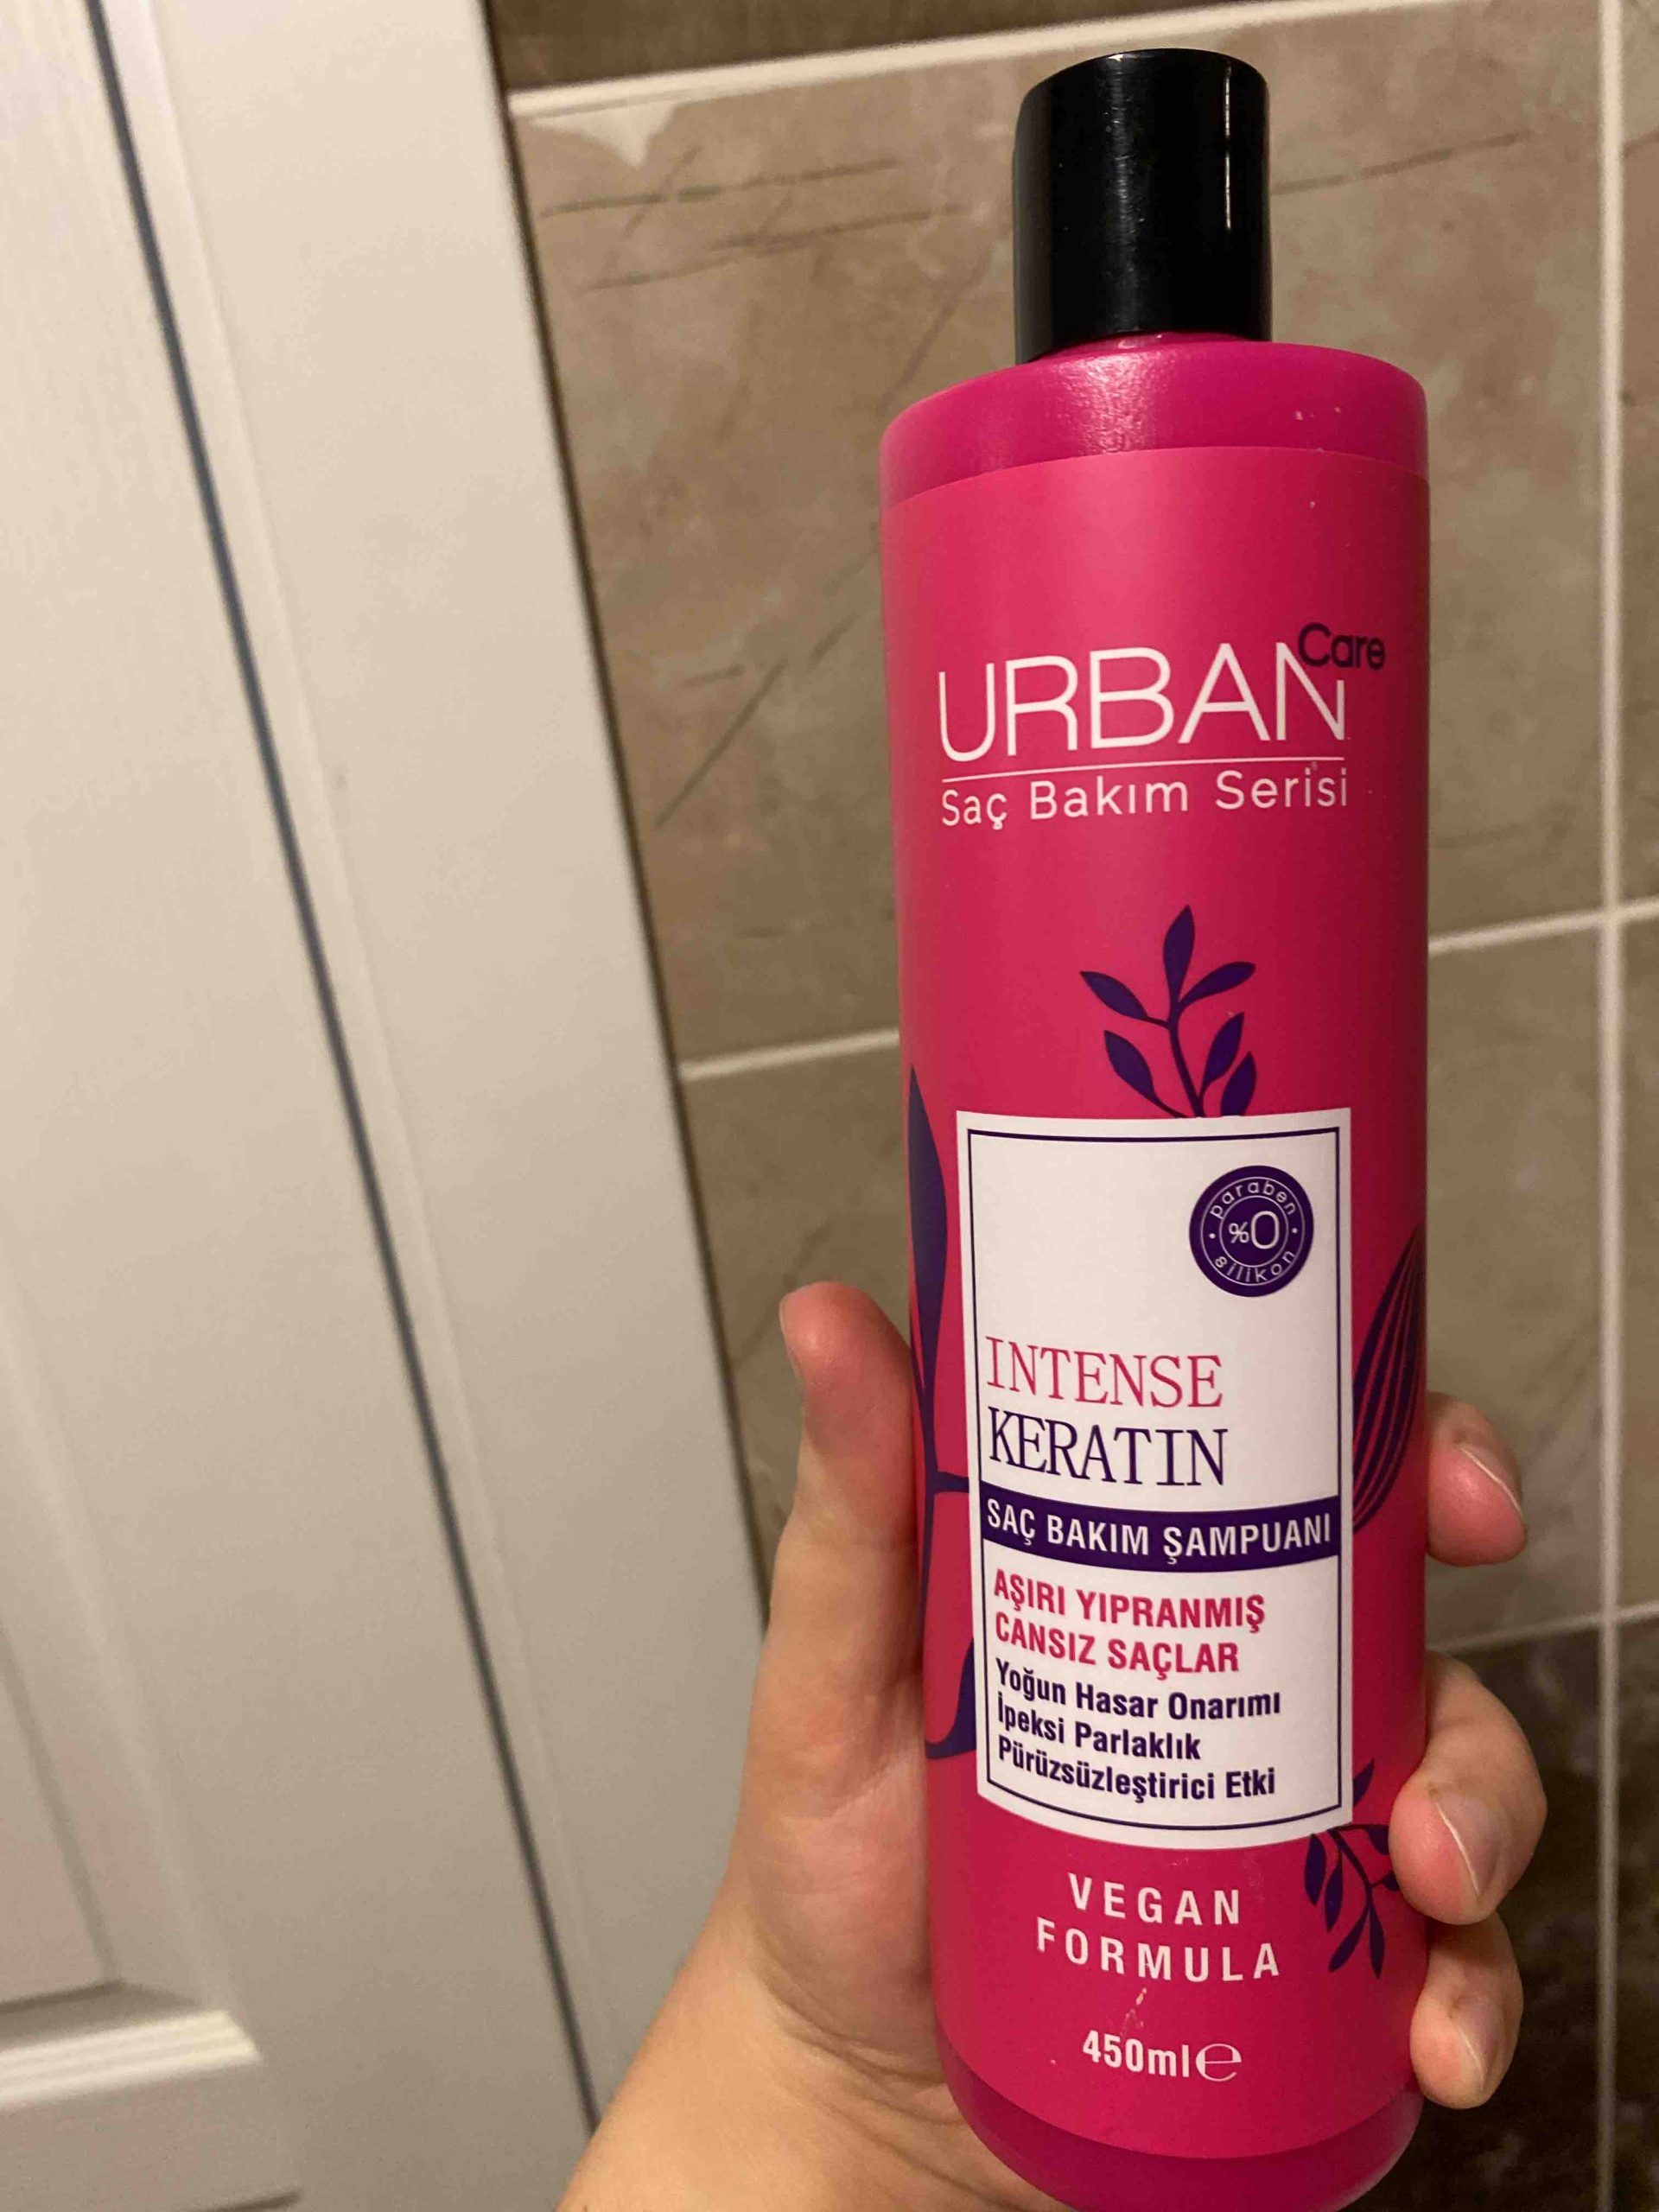 URBAN Care
Saç Bakım Serisi
paraben
%0
silikon
INTENSE
KERATIN
SAÇ BAKIM ŞAMPUANI
AŞIRI YIPRANMIŞ
CANSIZ SAÇLAR
Yoğun Hasar Onarımı
İpeksi Parlaklık
Pürüzsüzleştirici Etki
VEGAN
FORMULA
450ml℮